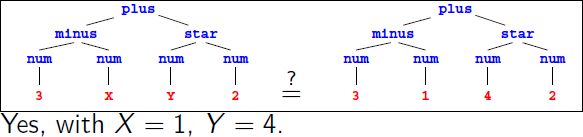 plus plus
minus star minus star
num num num num num num num num
3 X Y 2 ?= 3 1 4 2
Yes, with X = 1, Y = 4.